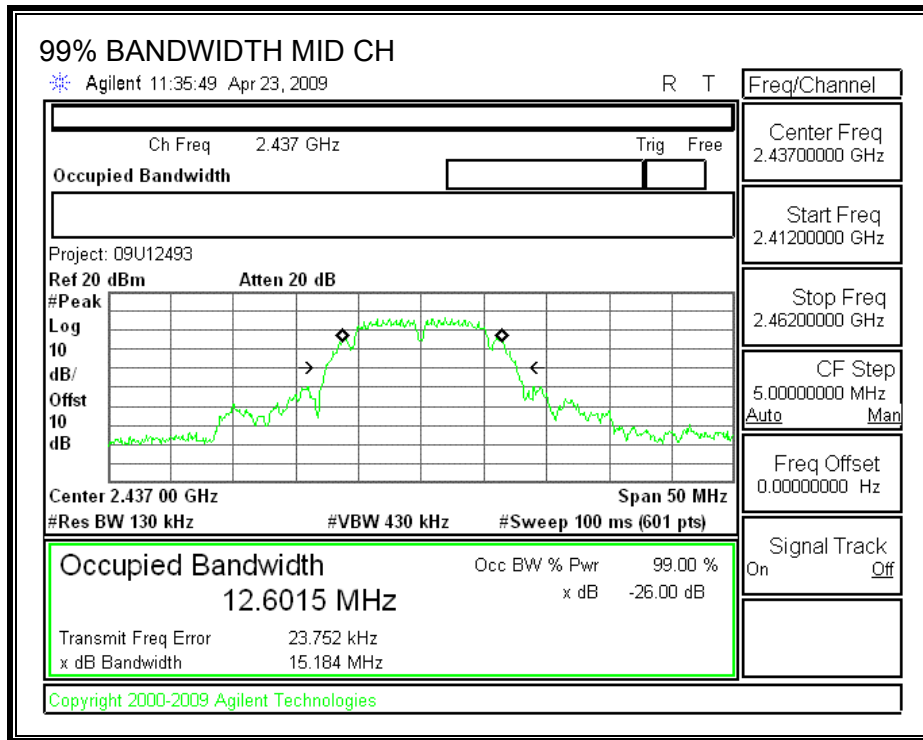 99% BANDWIDTH MID CH
Agilent 11:35:49 Apr 23, 2009 R T
Freq/Channel
Ch Freq 2.437 GHz Trig Free
Occupied Bandwidth
Center Freq
2.43700000 GHz
Start Freq
2.41200000 GHz
Stop Freq
2.46200000 GHz
CF Step
5.00000000 MHz
Auto Man
Freq Offset
0.00000000 Hz
Signal Track
On Off
Project: 09U12493
Ref 20 dBm Atten 20 dB
#Peak
Log
10
dB/
Offst
10
dB
Center 2.437 00 GHz Span 50 MHz
#Res BW 130 kHz #VBW 430 kHz #Sweep 100 ms (601 pts)
Occupied Bandwidth
12.6015 MHz
Occ BW % Pwr 99.00 %
x dB -26.00 dB
Transmit Freq Error 23.752 kHz
x dB Bandwidth 15.184 MHz
Copyright 2000-2009 Agilent Technologies